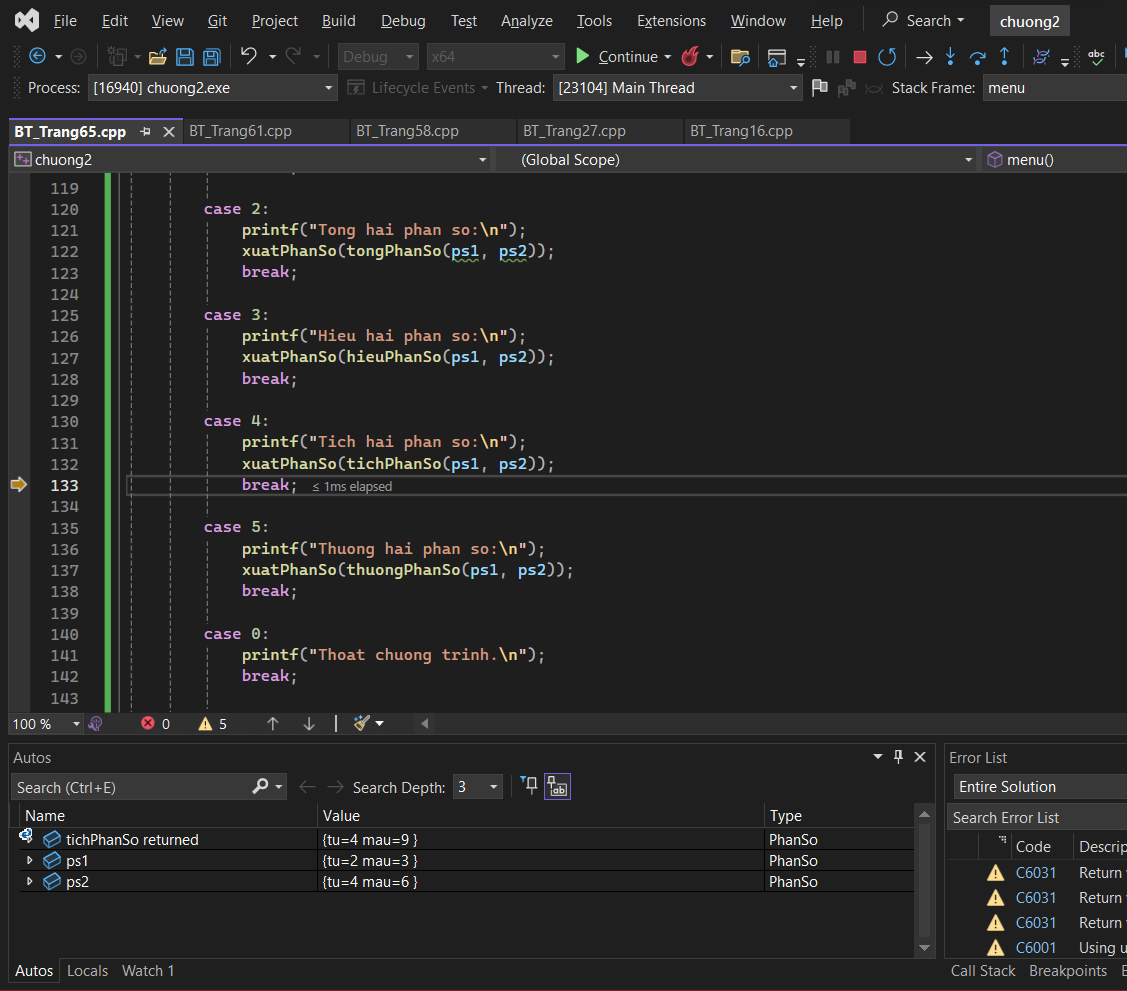 File Edit View Git Project Build Debug Test Analyze Tools Extensions Window Help Search chuong2
Debug x64 Continue abc
Process: [16940] chuong2.exe Lifecycle Events Thread: [23104] Main Thread Stack Frame: menu
BT_Trang65.cpp BT_Trang61.cpp BT_Trang58.cpp BT_Trang27.cpp BT_Trang16.cpp
chuong2 (Global Scope) menu()
119
120 case 2:
121 printf("Tong hai phan so:\n");
122 xuatPhanSo(tongPhanSo(ps1, ps2));
123 break;
124
125 case 3:
126 printf("Hieu hai phan so:\n");
127 xuatPhanSo(hieuPhanSo(ps1, ps2));
128 break;
129
130 case 4:
131 printf("Tich hai phan so:\n");
132 xuatPhanSo(tichPhanSo(ps1, ps2));
133 break; ≤ 1ms elapsed
134
135 case 5:
136 printf("Thuong hai phan so:\n");
137 xuatPhanSo(thuongPhanSo(ps1, ps2));
138 break;
139
140 case 0:
141 printf("Thoat chuong trinh.\n");
142 break;
143
100 % 0 5
Autos
Search (Ctrl+E) Search Depth: 3 ab
Name Value Type
tichPhanSo returned {tu=4 mau=9 } PhanSo
ps1 {tu=2 mau=3 } PhanSo
ps2 {tu=4 mau=6 } PhanSo
Autos Locals Watch 1
Error List
Entire Solution
Search Error List
Code Descrip
C6031 Return
C6031 Return
C6031 Return
C6001 Using u
Call Stack Breakpoints